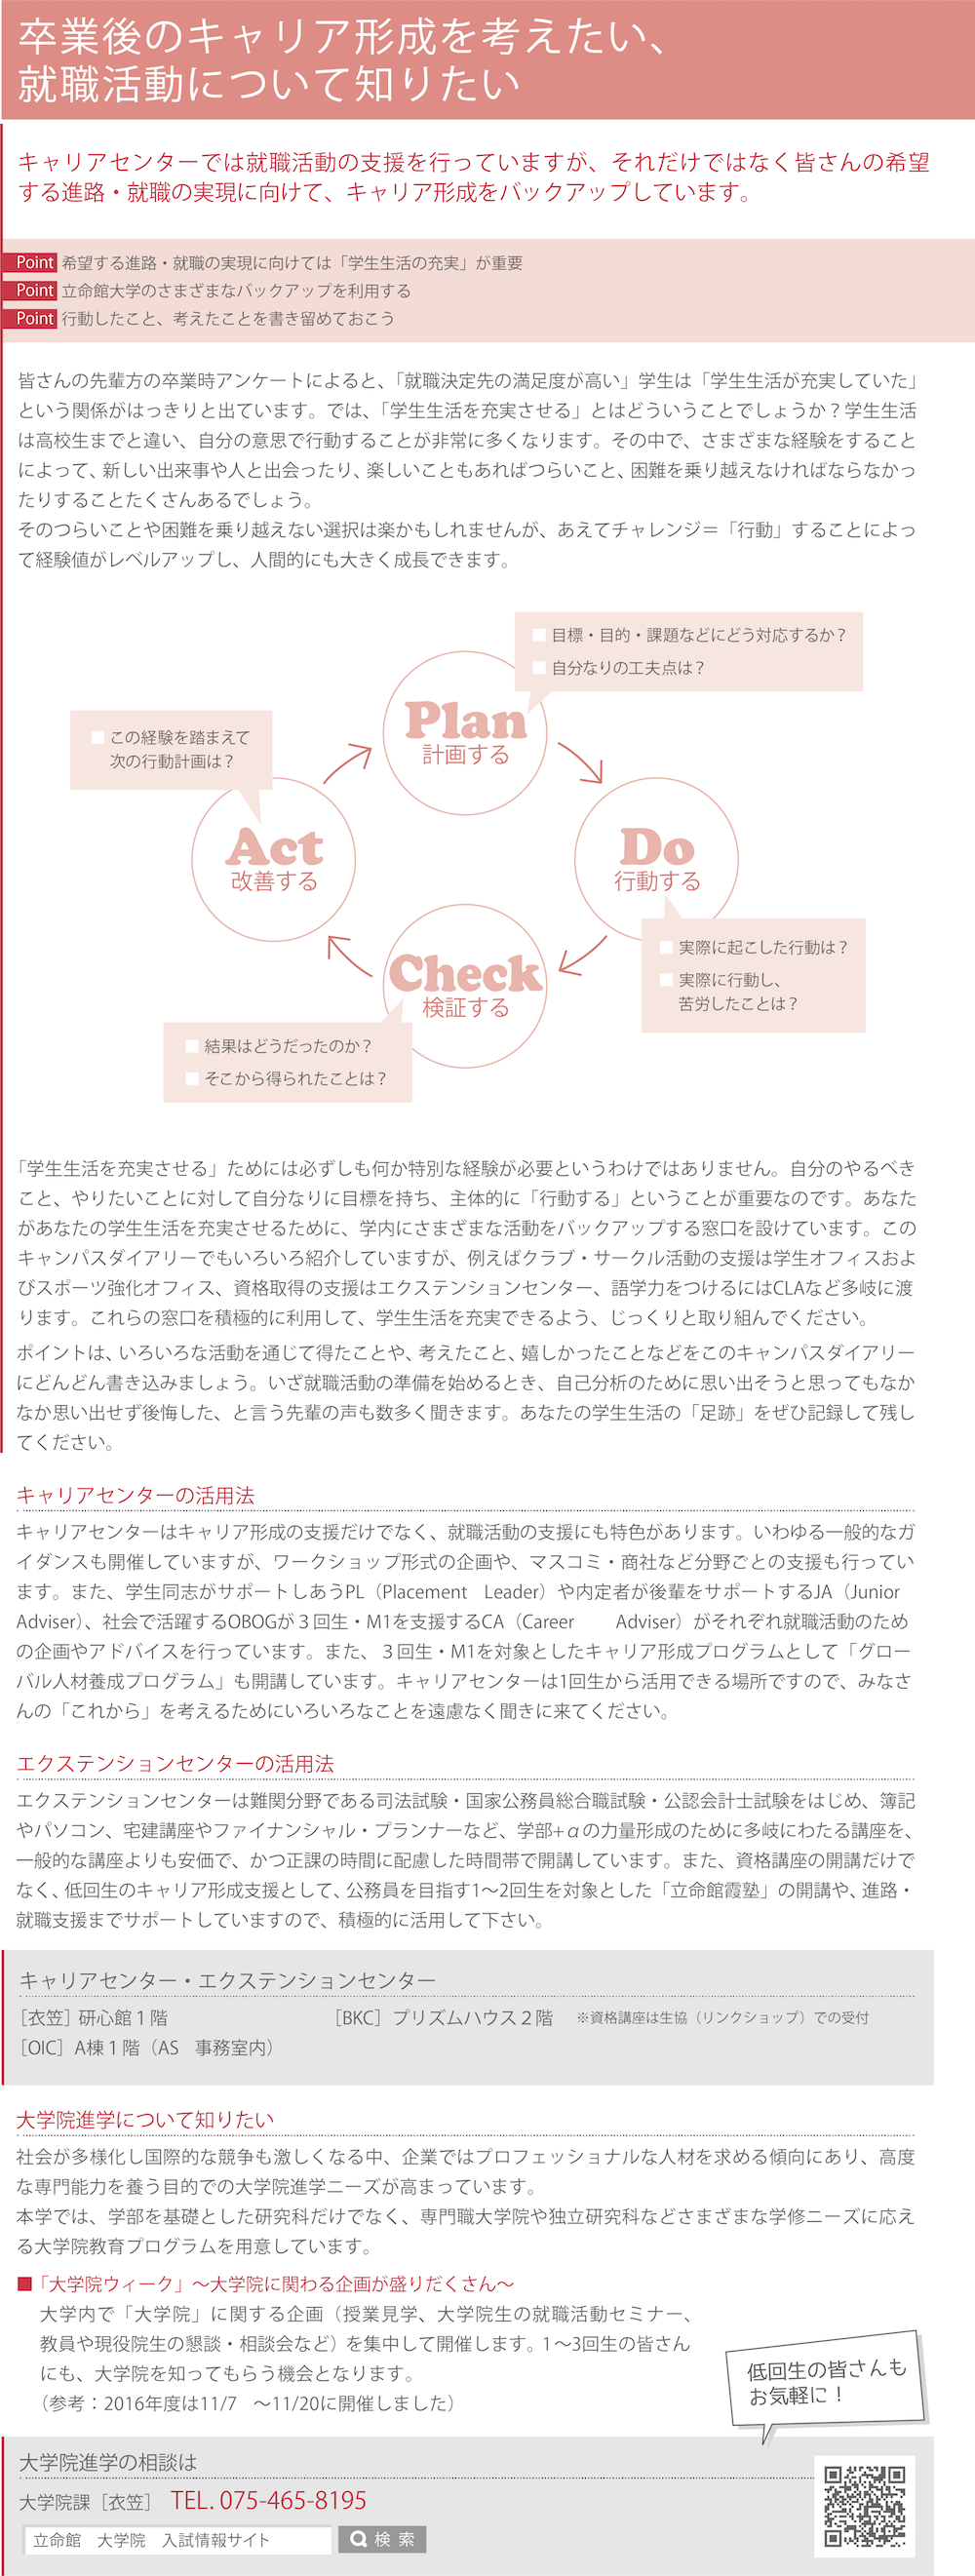 卒業後のキャリア形成を考えたい、
就職活動について知りたい
キャリアセンターでは就職活動の支援を行っていますが、それだけではなく皆さんの希望
する進路・就職の実現に向けて、キャリア形成をバックアップしています。
Point 希望する進路・就職の実現に向けては「学生生活の充実」が重要
Point 立命館大学のさまざまなバックアップを利用する
Point 行動したこと、考えたことを書き留めておこう
皆さんの先輩方の卒業時アンケートによると、「就職決定先の満足度が高い」学生は「学生生活が充実していた」
という関係がはっきりと出ています。では、「学生生活を充実させる」とはどういうことでしょうか？学生生活
は高校生までと違い、自分の意思で行動することが非常に多くなります。その中で、さまざまな経験をすること
によって、新しい出来事や人と出会ったり、楽しいこともあればつらいこと、困難を乗り越えなければならなかっ
たりすることたくさんあるでしょう。
そのつらいことや困難を乗り越えない選択は楽かもしれませんが、あえてチャレンジ＝「行動」することによっ
て経験値がレベルアップし、人間的にも大きく成長できます。
目標・目的・課題などにどう対応するか？
自分なりの工夫点は？
Plan
計画する
この経験を踏まえて
次の行動計画は？
Act
改善する
Do
行動する
実際に起こした行動は？
実際に行動し、
苦労したことは？
Check
検証する
結果はどうだったのか？
そこから得られたことは？
「学生生活を充実させる」ためには必ずしも何か特別な経験が必要というわけではありません。自分のやるべき
こと、やりたいことに対して自分なりに目標を持ち、主体的に「行動する」ということが重要なのです。あなた
があなたの学生生活を充実させるために、学内にさまざまな活動をバックアップする窓口を設けています。この
キャンパスダイアリーでもいろいろ紹介していますが、例えばクラブ・サークル活動の支援は学生オフィスおよ
びスポーツ強化オフィス、資格取得の支援はエクステンションセンター、語学力をつけるにはCLAなど多岐に渡
ります。これらの窓口を積極的に利用して、学生生活を充実できるよう、じっくりと取り組んでください。
ポイントは、いろいろな活動を通じて得たことや、考えたこと、嬉しかったことなどをこのキャンパスダイアリー
にどんどん書き込みましょう。いざ就職活動の準備を始めるとき、自己分析のために思い出そうと思ってもなか
なか思い出せず後悔した、と言う先輩の声も数多く聞きます。あなたの学生生活の「足跡」をぜひ記録して残し
てください。
キャリアセンターの活用法
キャリアセンターはキャリア形成の支援だけでなく、就職活動の支援にも特色があります。いわゆる一般的なガ
イダンスも開催していますが、ワークショップ形式の企画や、マスコミ・商社など分野ごとの支援も行ってい
ます。また、学生同志がサポートしあうPL（Placement Leader）や内定者が後輩をサポートするJA（Junior
Adviser）、社会で活躍するOBOGが３回生・M1を支援するCA（Career Adviser）がそれぞれ就職活動のため
の企画やアドバイスを行っています。また、３回生・M1を対象としたキャリア形成プログラムとして「グロー
バル人材養成プログラム」も開講しています。キャリアセンターは1回生から活用できる場所ですので、みなさ
んの「これから」を考えるためにいろいろなことを遠慮なく聞きに来てください。
エクステンションセンターの活用法
エクステンションセンターは難関分野である司法試験・国家公務員総合職試験・公認会計士試験をはじめ、簿記
やパソコン、宅建講座やファイナンシャル・プランナーなど、学部+αの力量形成のために多岐にわたる講座を、
一般的な講座よりも安価で、かつ正課の時間に配慮した時間帯で開講しています。また、資格講座の開講だけで
なく、低回生のキャリア形成支援として、公務員を目指す1〜2回生を対象とした「立命館霞塾」の開講や、進路・
就職支援までサポートしていますので、積極的に活用して下さい。
キャリアセンター・エクステンションセンター
［衣笠］研心館１階 ［BKC］プリズムハウス２階 ※資格講座は生協（リンクショップ）での受付
［OIC］A棟１階（AS 事務室内）
大学院進学について知りたい
社会が多様化し国際的な競争も激しくなる中、企業ではプロフェッショナルな人材を求める傾向にあり、高度
な専門能力を養う目的での大学院進学ニーズが高まっています。
本学では、学部を基礎とした研究科だけでなく、専門職大学院や独立研究科などさまざまな学修ニーズに応え
る大学院教育プログラムを用意しています。
■「大学院ウィーク」〜大学院に関わる企画が盛りだくさん〜
大学内で「大学院」に関する企画（授業見学、大学院生の就職活動セミナー、
教員や現役院生の懇談・相談会など）を集中して開催します。1〜3回生の皆さん
にも、大学院を知ってもらう機会となります。
（参考：2016年度は11/7 〜11/20に開催しました）
低回生の皆さんも
お気軽に！
大学院進学の相談は
大学院課［衣笠］ TEL. 075-465-8195
立命館 大学院 入試情報サイト 検索